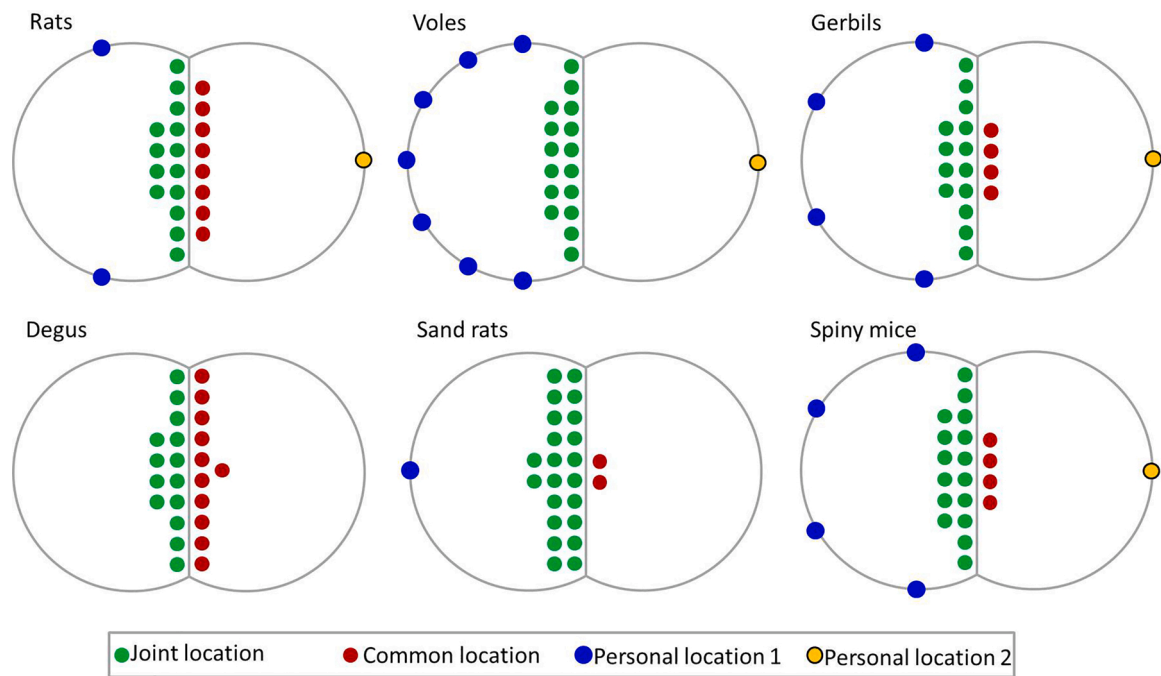 Rats
Voles
Gerbils
Degus
Sand rats
Spiny mice
Joint location
Common location
Personal location 1
Personal location 2